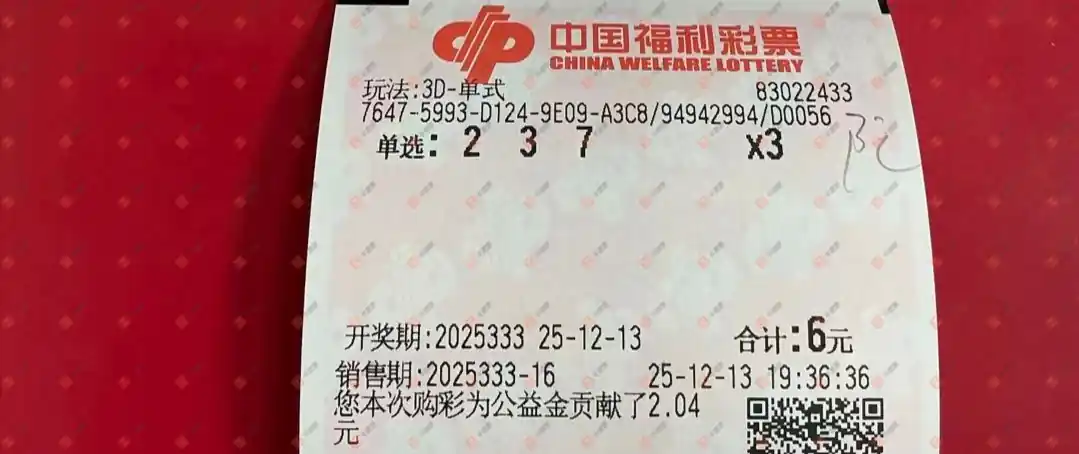 中国福利彩票
CHINA WELFARE LOTTERY
玩法:3D-单式 83022433
7647-5993-D124-9E09-A3C8/94942994/D0056
单选: 2 3 7 x3
开奖期:2025333 25-12-13 合计:6元
销售期:2025333-16 25-12-13 19:36:36
您本次购彩为公益金贡献了2.04
元